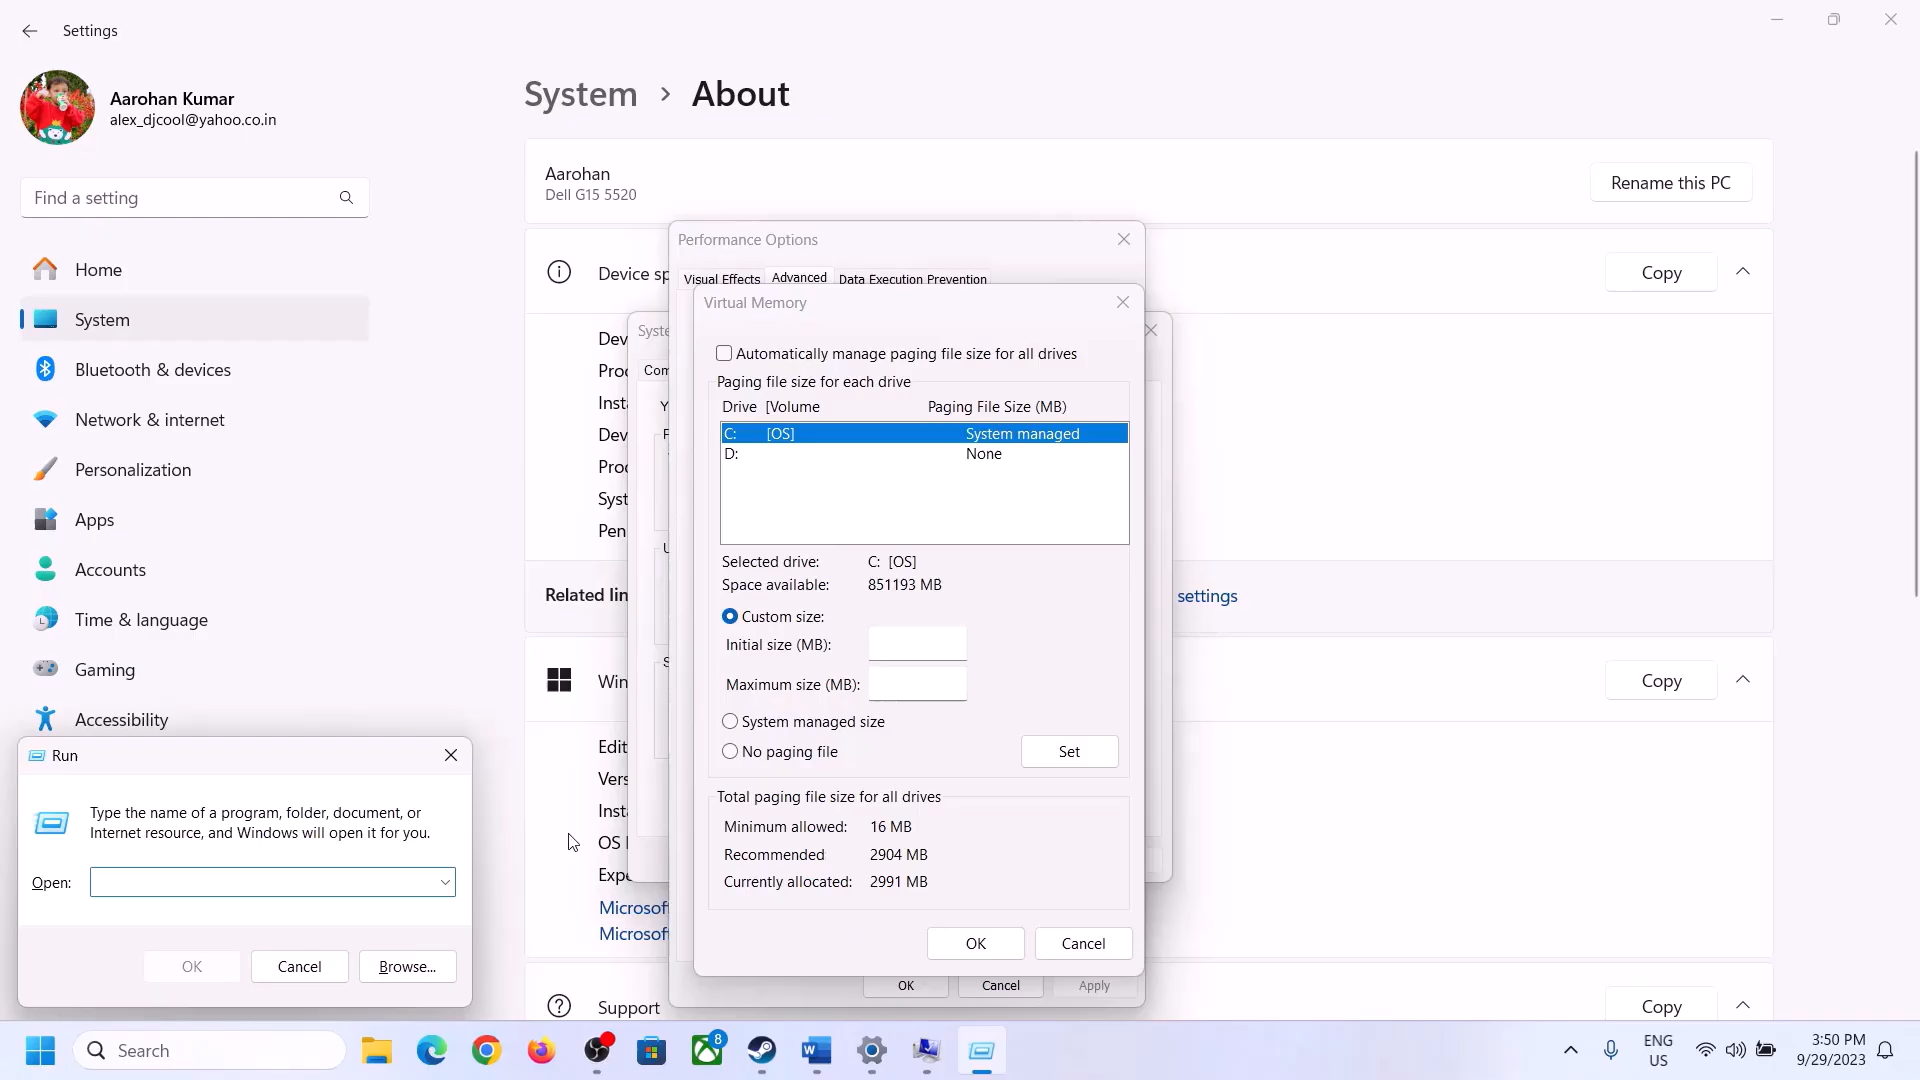 Settings
Aarohan Kumar
alex_djcool@yahoo.co.in
Find a setting
Home
System
Bluetooth & devices
Network & internet
Personalization
Apps
Accounts
Time & language
Gaming
Accessibility
System > About
Aarohan
Dell G15 5520
Rename this PC
Device sp
Copy
Dev
Proc
Inst
Dev
Proc
Syst
Pen
Related lin
settings
Win
Copy
Edit
Vers
Inst
OS
Expe
Microsof
Microsof
Support
Copy
Syste
Com
Performance Options
Visual Effects
Advanced
Data Execution Prevention
OK
Cancel
Apply
Virtual Memory
Automatically manage paging file size for all drives
Paging file size for each drive
Drive [Volume Paging File Size (MB)
C: [OS] System managed
D: None
Selected drive: C: [OS]
Space available: 851193 MB
Custom size:
Initial size (MB):
Maximum size (MB):
System managed size
No paging file
Set
Total paging file size for all drives
Minimum allowed: 16 MB
Recommended 2904 MB
Currently allocated: 2991 MB
OK
Cancel
Run
Type the name of a program, folder, document, or
Internet resource, and Windows will open it for you.
Open:
OK
Cancel
Browse...
Search
8
ENG
US
3:50 PM
9/29/2023